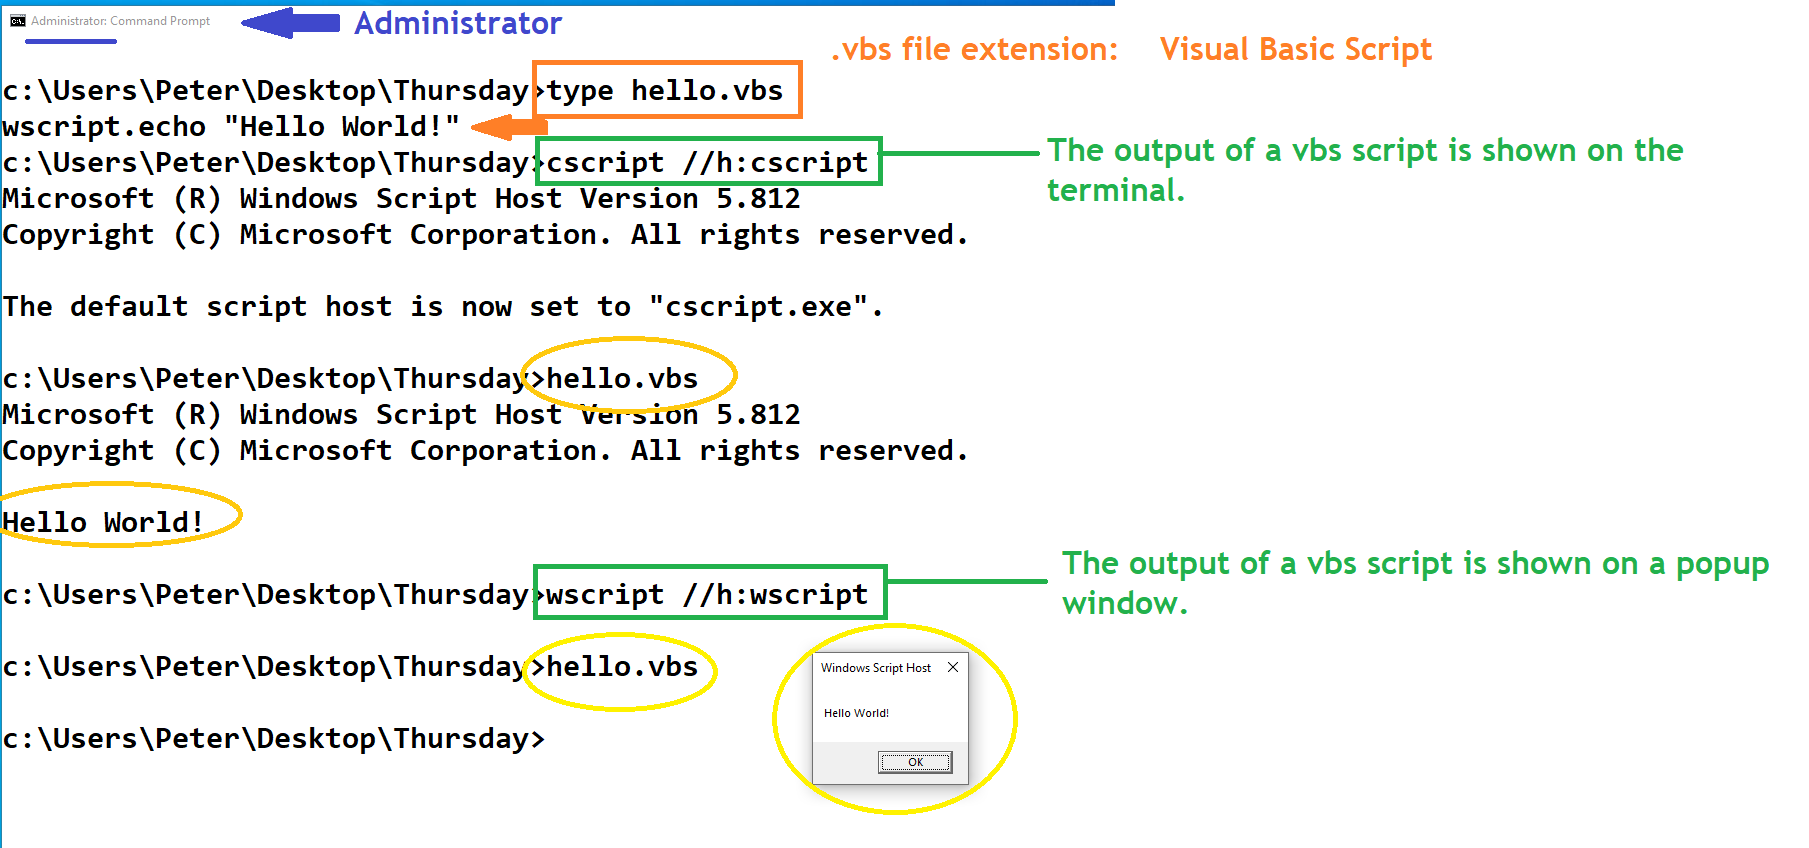 Administrator: Command Prompt
Administrator
.vbs file extension: Visual Basic Script
c:\Users\Peter\Desktop\Thursday>type hello.vbs
wscript.echo "Hello World!"
c:\Users\Peter\Desktop\Thursday>cscript //h:cscript
The output of a vbs script is shown on the
terminal.
Microsoft (R) Windows Script Host Version 5.812
Copyright (C) Microsoft Corporation. All rights reserved.
The default script host is now set to "cscript.exe".
c:\Users\Peter\Desktop\Thursday>hello.vbs
Microsoft (R) Windows Script Host Version 5.812
Copyright (C) Microsoft Corporation. All rights reserved.
Hello World!
c:\Users\Peter\Desktop\Thursday>wscript //h:wscript
The output of a vbs script is shown on a popup
window.
c:\Users\Peter\Desktop\Thursday>hello.vbs
Windows Script Host
Hello World!
OK
c:\Users\Peter\Desktop\Thursday>